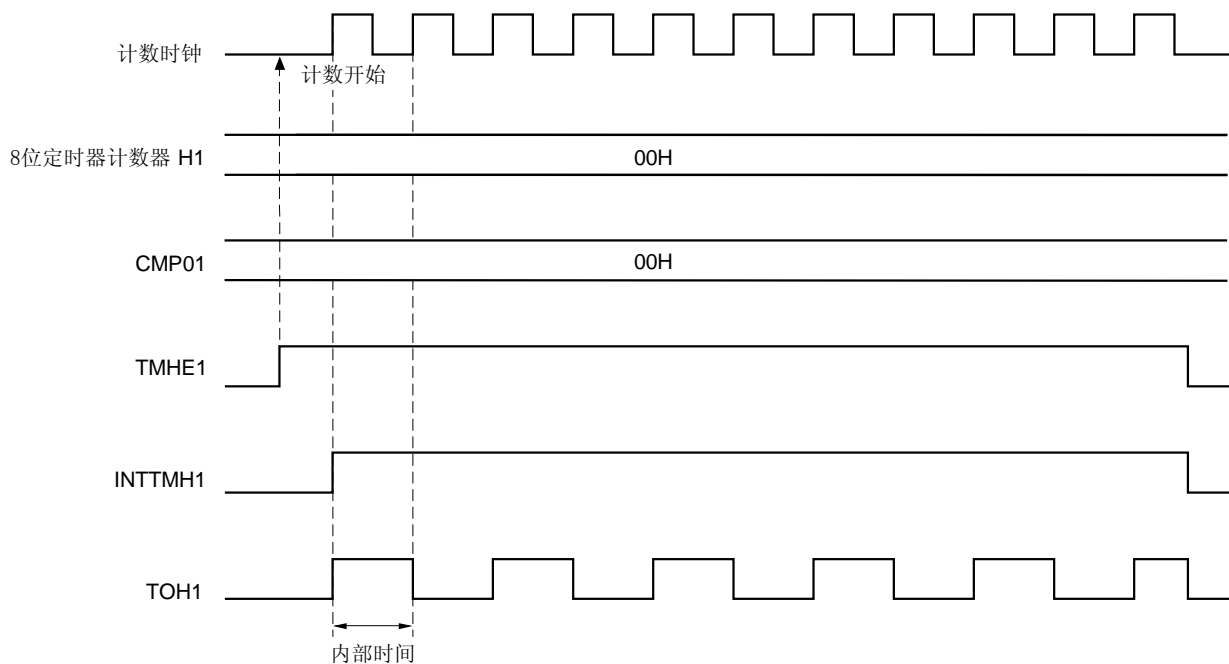 计数时钟
计数开始
8位定时器计数器 H1
00H
CMP01
00H
TMHE1
INTTMH1
TOH1
内部时间